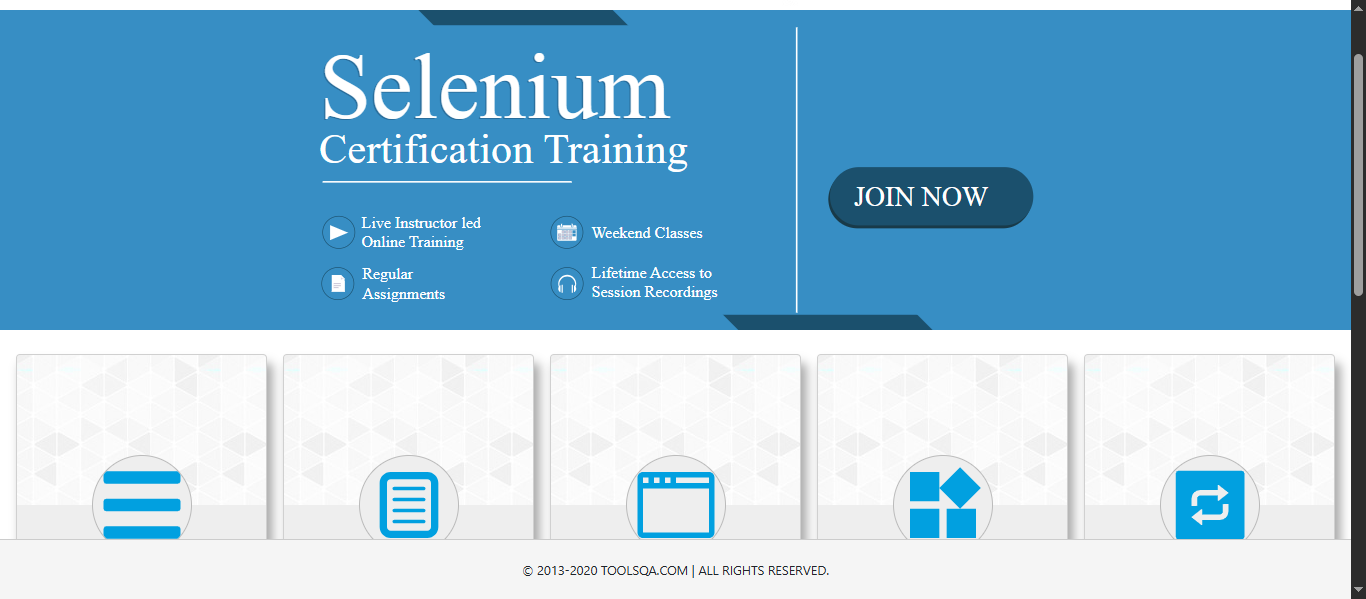 Selenium
Certification Training
Live Instructor led
Online Training
Weekend Classes
Regular
Assignments
Lifetime Access to
Session Recordings
JOIN NOW
© 2013-2020 TOOLSQA.COM | ALL RIGHTS RESERVED.